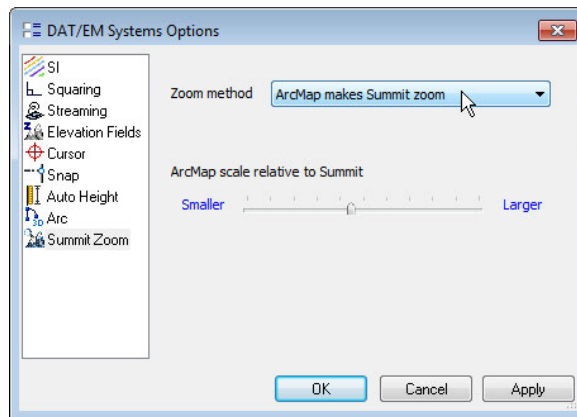 DAT/EM Systems Options
SI
Squaring
Streaming
Elevation Fields
Cursor
Snap
Auto Height
Arc
Summit Zoom
Zoom method ArcMap makes Summit zoom
ArcMap scale relative to Summit
Smaller Larger
OK Cancel Apply